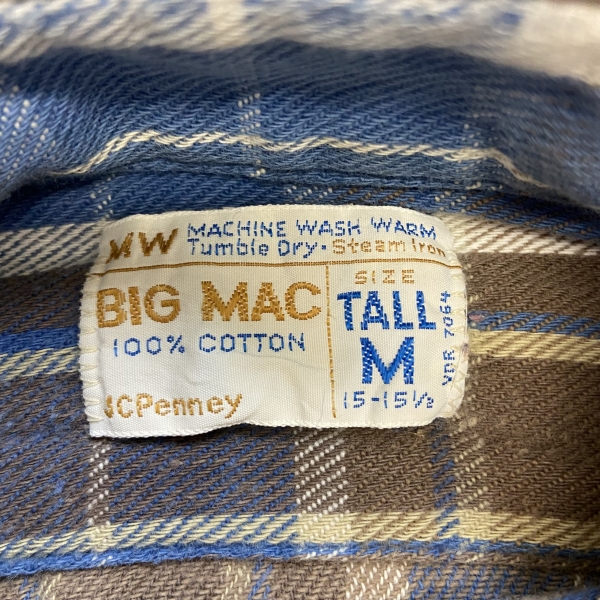 MW MACHINE WASH WARM
Tumble Dry · Steam Iron
BIG MAC
100% COTTON
JCPenney
SIZE
TALL
M
15-15½
VDR 7064